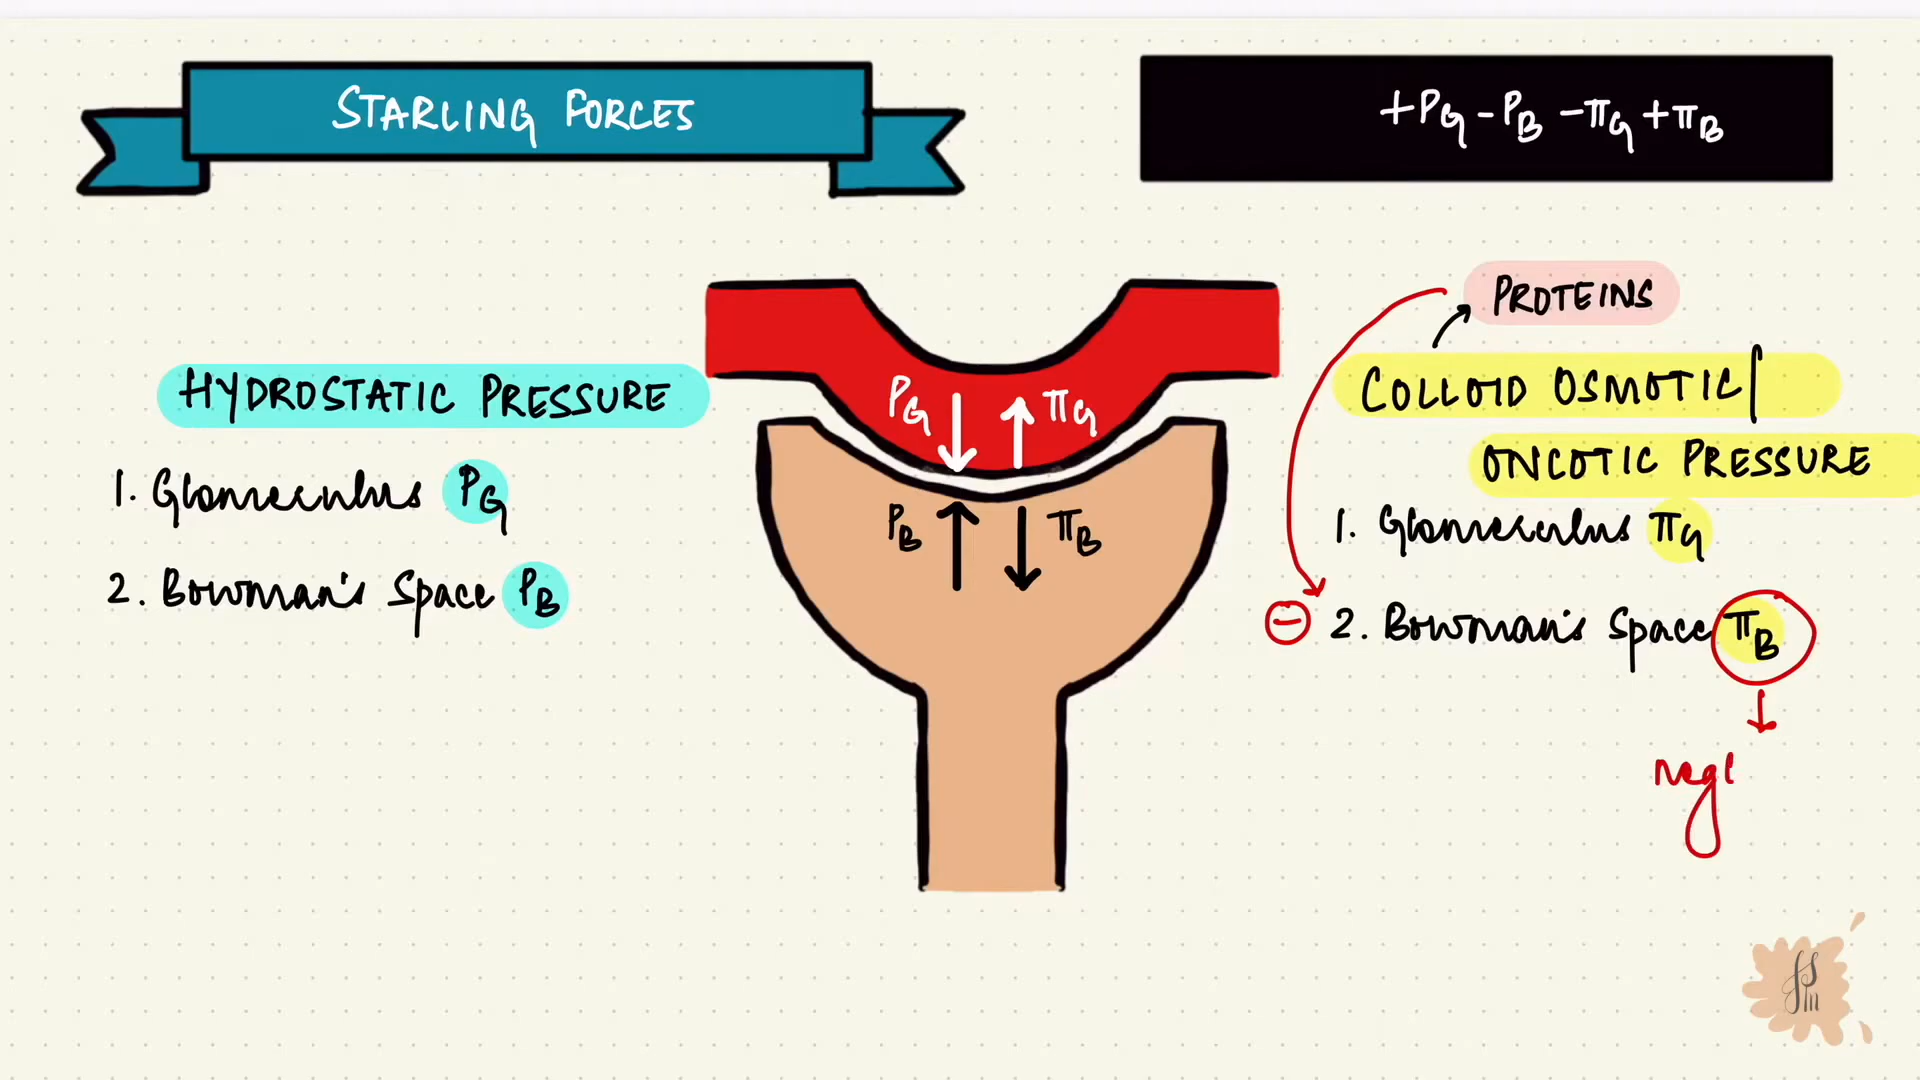 STARLING FORCES
+PG - PB - πG + πB
PROTEINS
HYDROSTATIC PRESSURE
COLLOID OSMOTIC/
ONCOTIC PRESSURE
PG
πG
1. Glomerulus PG
1. Glomerulus πG
PB
πB
2. Bowman's Space PB
2. Bowman's Space πB
negl